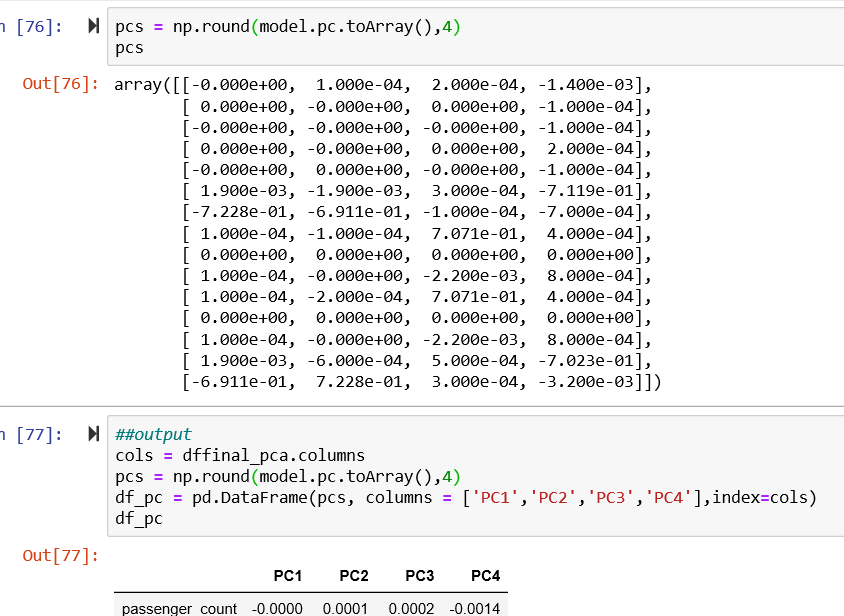 n [76]:
pcs = np.round(model.pc.toArray(),4)
pcs
Out[76]:
array([[-0.000e+00,  1.000e-04,  2.000e-04, -1.400e-03],
[ 0.000e+00, -0.000e+00,  0.000e+00, -1.000e-04],
[-0.000e+00, -0.000e+00, -0.000e+00, -1.000e-04],
[ 0.000e+00, -0.000e+00,  0.000e+00,  2.000e-04],
[-0.000e+00,  0.000e+00, -0.000e+00, -1.000e-04],
[ 1.900e-03, -1.900e-03,  3.000e-04, -7.119e-01],
[-7.228e-01, -6.911e-01, -1.000e-04, -7.000e-04],
[ 1.000e-04, -1.000e-04,  7.071e-01,  4.000e-04],
[ 0.000e+00,  0.000e+00,  0.000e+00,  0.000e+00],
[ 1.000e-04, -0.000e+00, -2.200e-03,  8.000e-04],
[ 1.000e-04, -2.000e-04,  7.071e-01,  4.000e-04],
[ 0.000e+00,  0.000e+00,  0.000e+00,  0.000e+00],
[ 1.000e-04, -0.000e+00, -2.200e-03,  8.000e-04],
[ 1.900e-03, -6.000e-04,  5.000e-04, -7.023e-01],
[-6.911e-01,  7.228e-01,  3.000e-04, -3.200e-03]])
n [77]:
##output
cols = dffinal_pca.columns
pcs = np.round(model.pc.toArray(),4)
df_pc = pd.DataFrame(pcs, columns = ['PC1','PC2','PC3','PC4'],index=cols)
df_pc
Out[77]:
PC1 PC2 PC3 PC4
passenger_count -0.0000 0.0001 0.0002 -0.0014